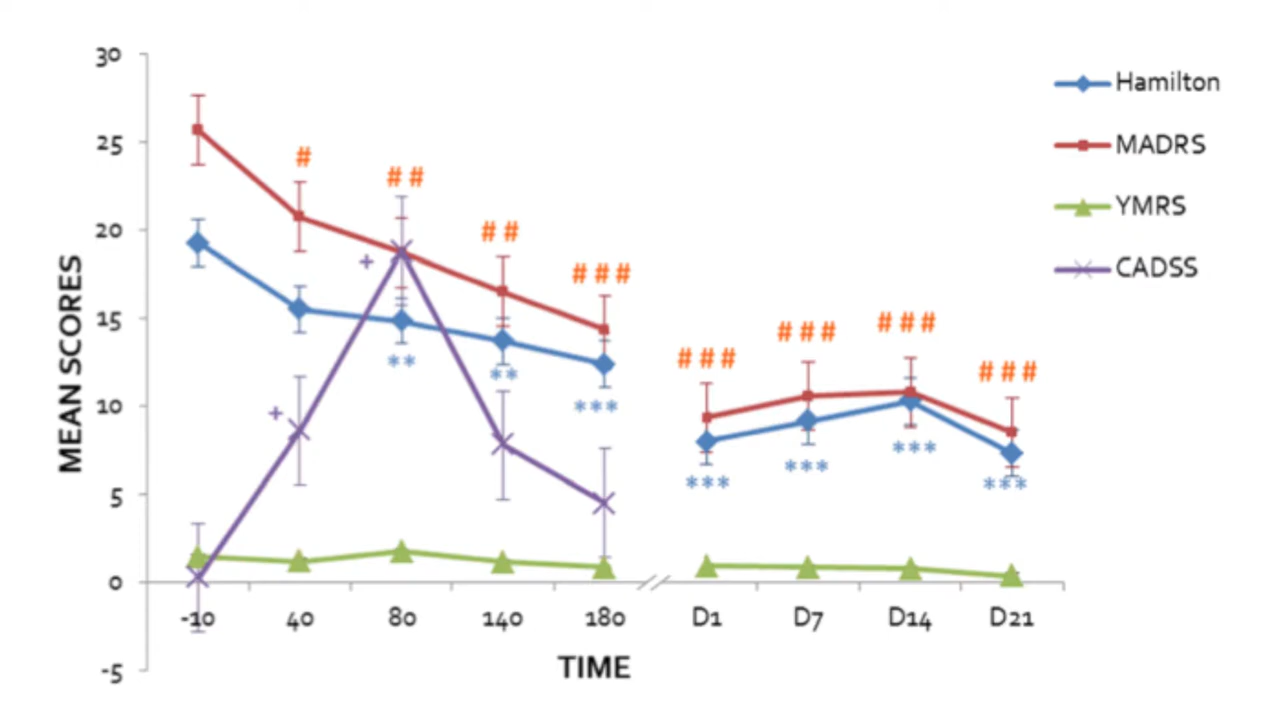 30
25
20
15
10
5
0
-5
MEAN SCORES
#
# #
# #
# # #
# # #
# # #
# # #
# # #
+
+
**
**
***
***
***
***
***
-10 40 80 140 180 D1 D7 D14 D21
TIME
Hamilton
MADRS
YMRS
CADSS